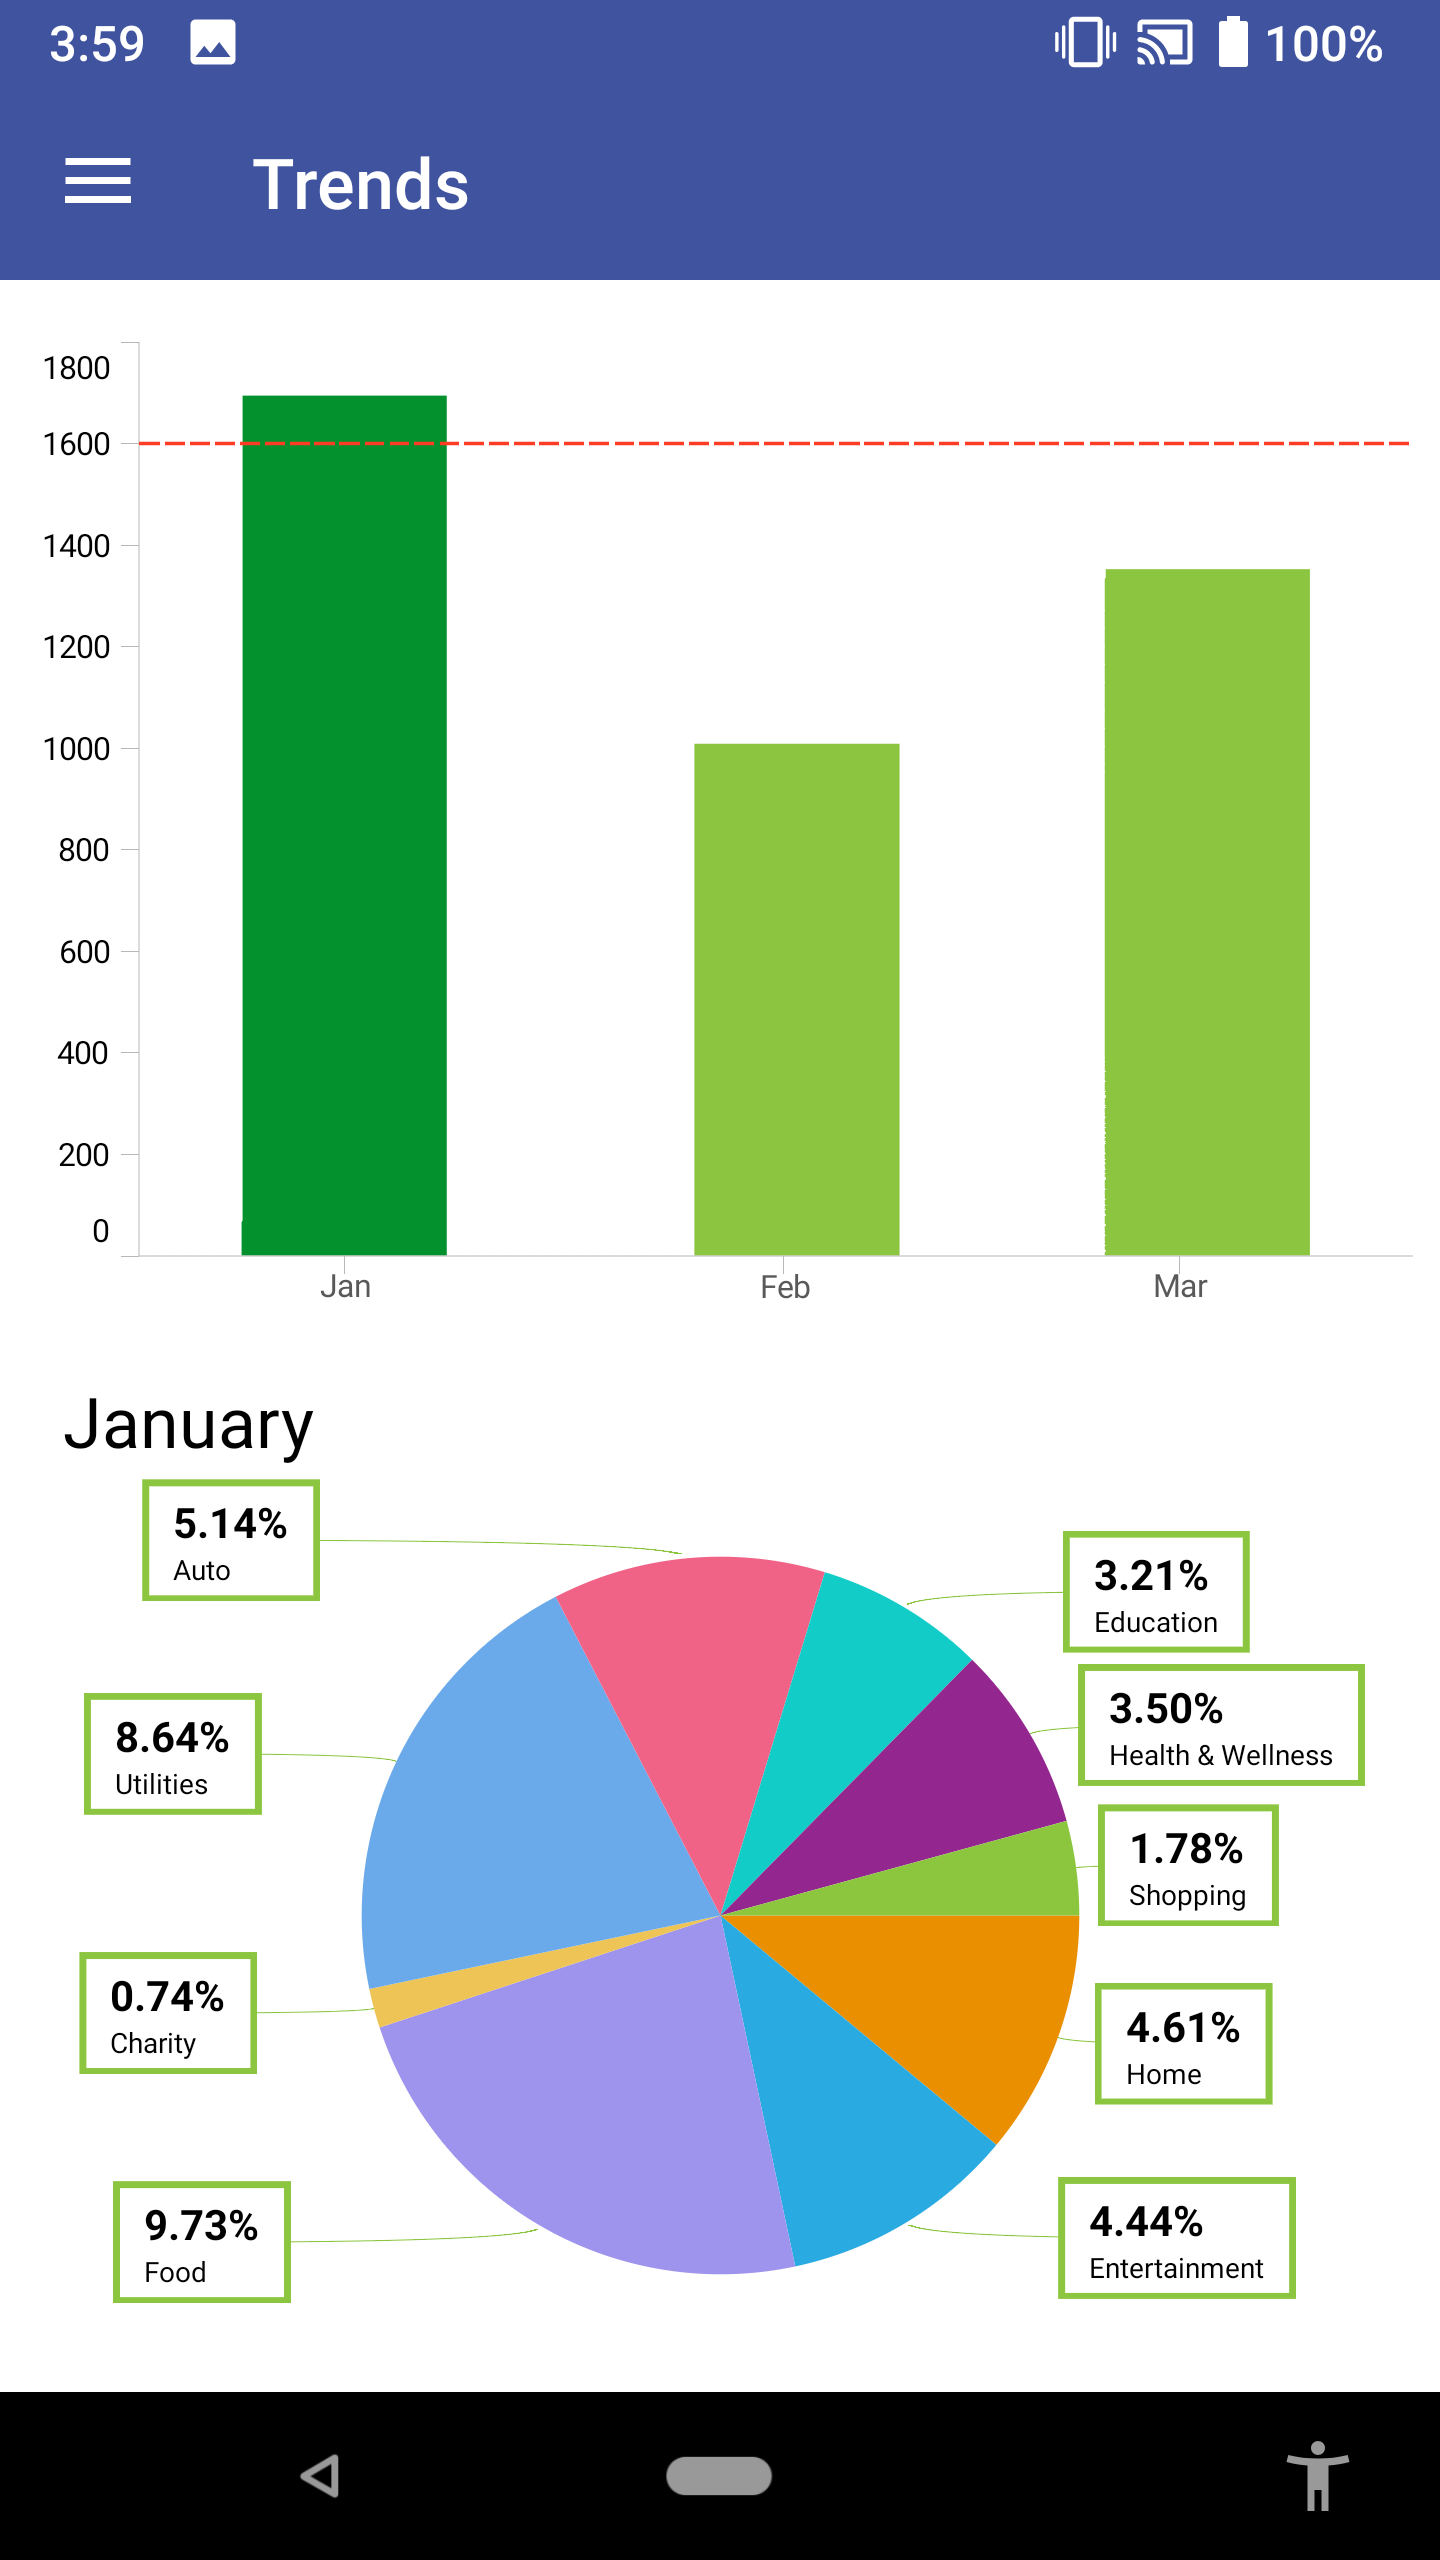 3:59 100%
Trends
1800
1600
1400
1200
1000
800
600
400
200
0
Jan Feb Mar
January
5.14%
Auto
3.21%
Education
8.64%
Utilities
3.50%
Health & Wellness
1.78%
Shopping
0.74%
Charity
4.61%
Home
9.73%
Food
4.44%
Entertainment